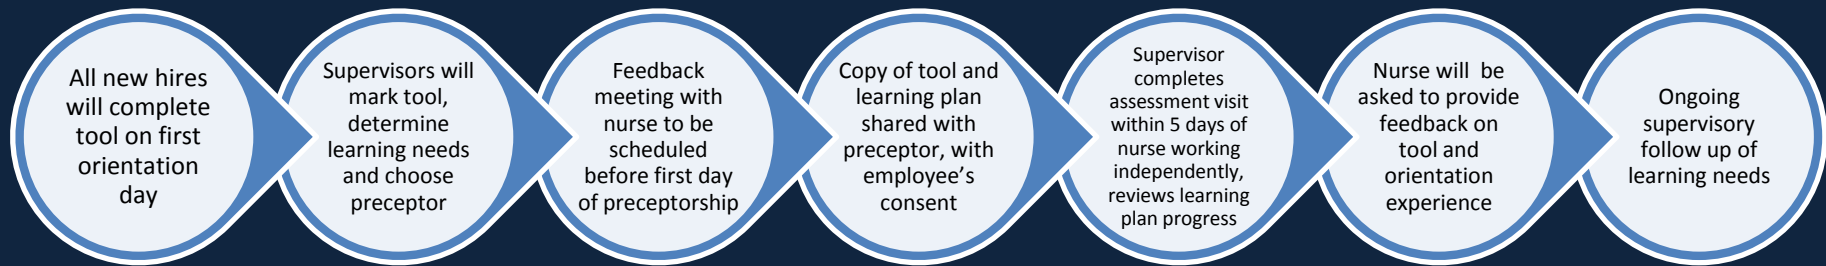 All new hires
will complete
tool on first
orientation
day
Supervisors will
mark tool,
determine
learning needs
and choose
preceptor
Feedback
meeting with
nurse to be
scheduled
before first day
of preceptorship
Copy of tool and
learning plan
shared with
preceptor, with
employee’s
consent
Supervisor
completes
assessment visit
within 5 days of
nurse working
independently,
reviews learning
plan progress
Nurse will be
asked to provide
feedback on
tool and
orientation
experience
Ongoing
supervisory
follow up of
learning needs